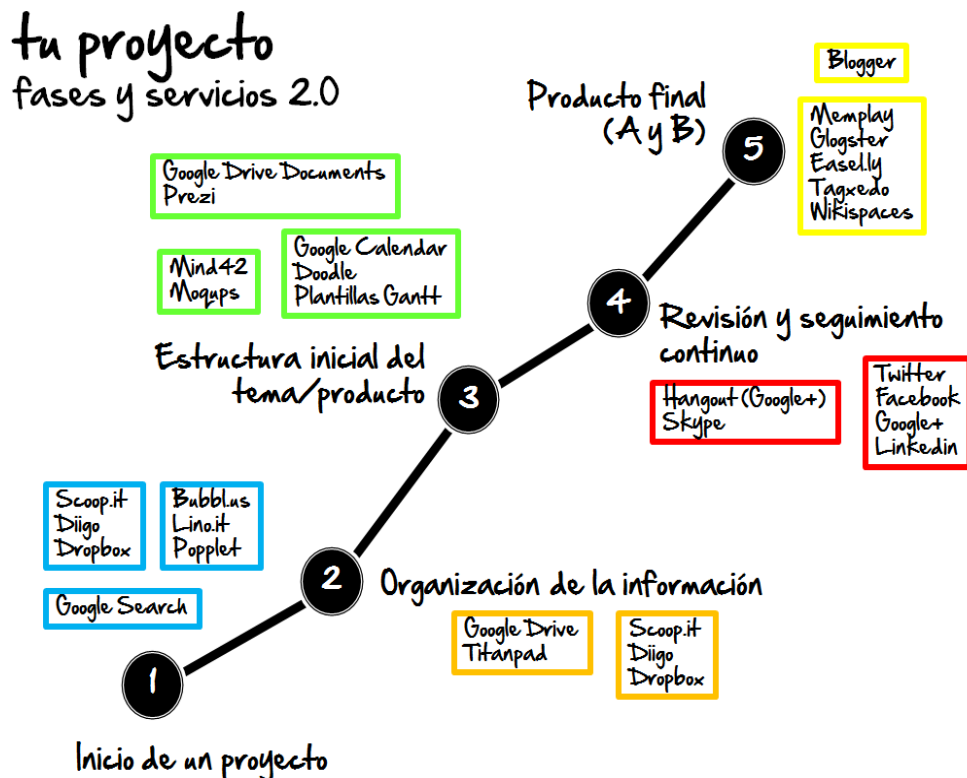 tu proyecto
fases y servicios 2.0
Inicio de un proyecto
1
Google Search
Scoop.it
Diigo
Dropbox
Bubbl.us
Lino.it
Popplet
2
Organización de la información
Google Drive
Titanpad
Scoop.it
Diigo
Dropbox
3
Estructura inicial del
tema/producto
Google Drive Documents
Prezi
Mind42
Moqups
Google Calendar
Doodle
Plantillas Gantt
4
Revisión y seguimiento
continuo
Hangout (Google+)
Skype
Twitter
Facebook
Google+
Linkedin
5
Producto final
(A y B)
Blogger
Memplay
Glogster
Easel.ly
Tagxedo
Wikispaces